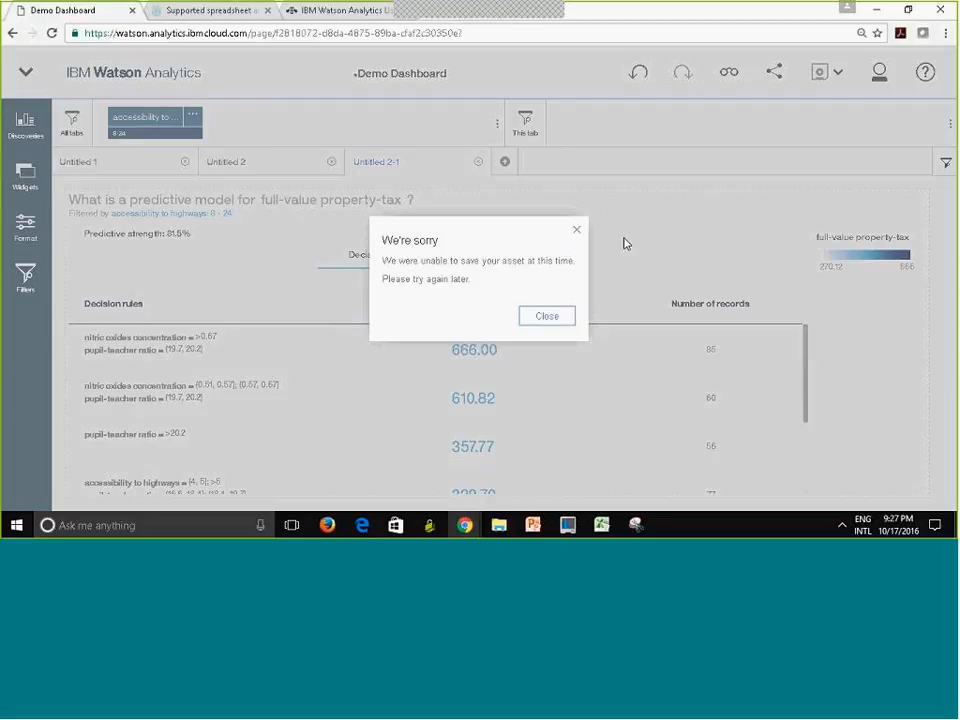 Demo Dashboard
Supported spreadsheet a
IBM Watson Analytics Us
https://watson.analytics.ibmcloud.com/page/f2818072-d8da-4875-89ba-cfaf2c30350e?
IBM Watson Analytics
•Demo Dashboard
Discoveries
All tabs
accessibility to ...
8-24
This tab
Widgets
Untitled 1
Untitled 2
Untitled 2-1
Format
Filters
What is a predictive model for full-value property-tax ?
Filtered by accessibility to highways: 8 - 24
Predictive strength: 81.5%
Decis
full-value property-tax
270.12
666
We're sorry
We were unable to save your asset at this time.
Please try again later.
Close
Decision rules
Number of records
nitric oxides concentration = >0.67
pupil-teacher ratio = (19.7, 20.2]
666.00
85
nitric oxides concentration = (0.51, 0.57]; (0.57, 0.67]
pupil-teacher ratio = (19.7, 20.2]
610.82
60
pupil-teacher ratio = >20.2
357.77
56
accessibility to highways = (4, 5]; >5
Ask me anything
ENG
INTL
9:27 PM
10/17/2016